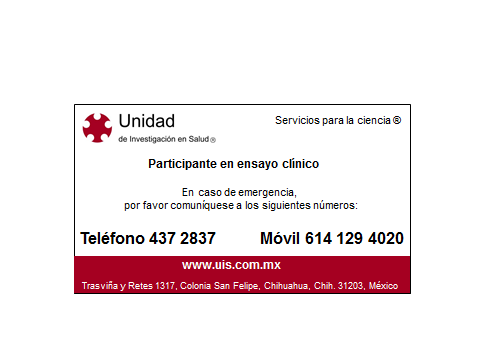 Unidad
de Investigación en Salud®
Servicios para la ciencia ®
Participante en ensayo clínico
En caso de emergencia,
por favor comuníquese a los siguientes números:
Teléfono 437 2837 Móvil 614 129 4020
www.uis.com.mx
Trasviña y Retes 1317, Colonia San Felipe, Chihuahua, Chih. 31203, México